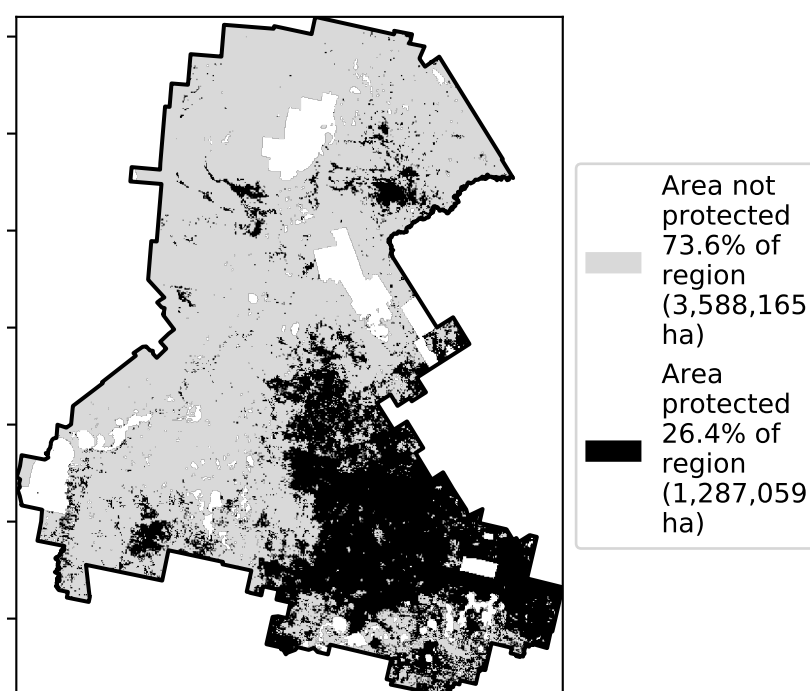 Area not
protected
73.6% of
region
(3,588,165
ha)
Area
protected
26.4% of
region
(1,287,059
ha)